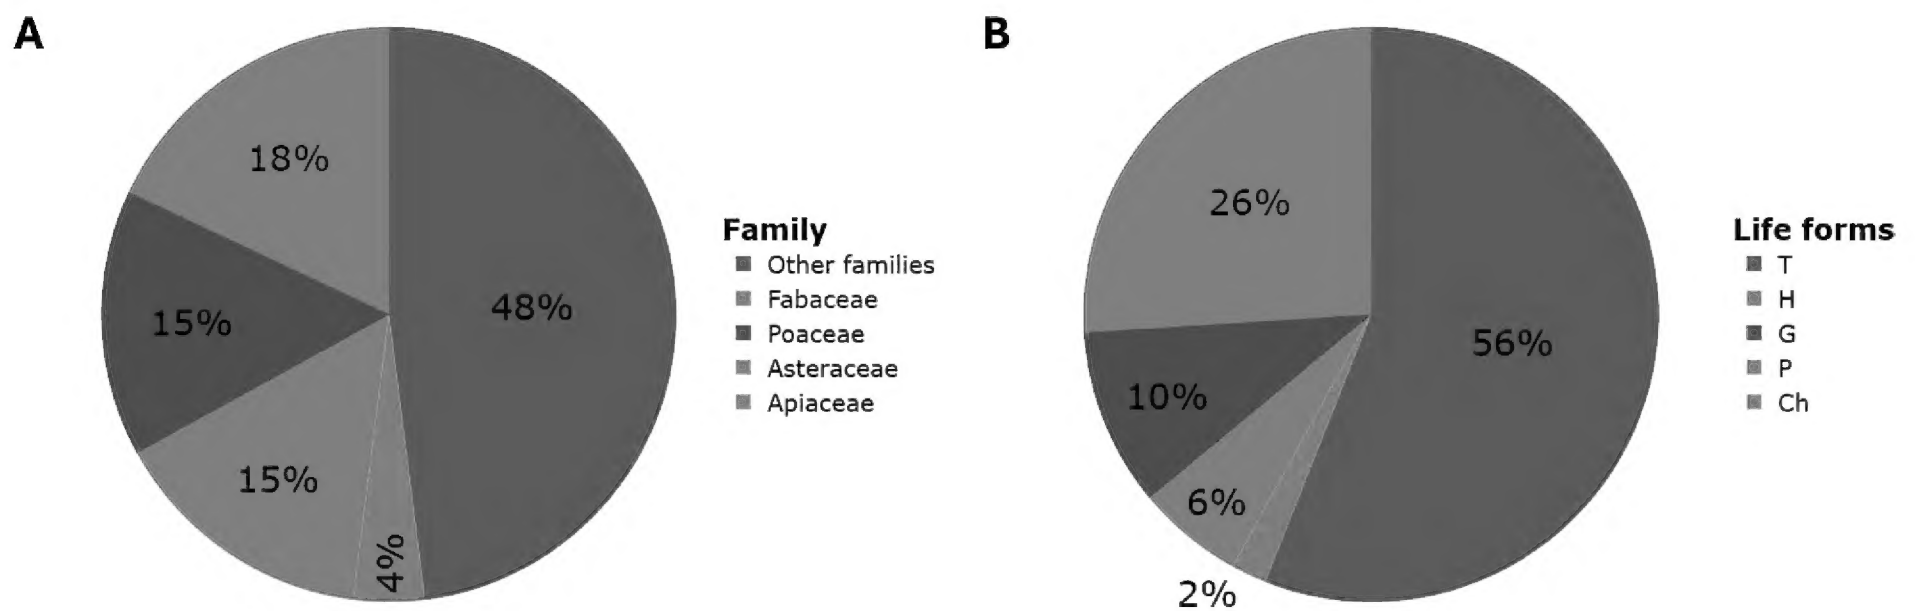 A
18%
15%
48%
15%
4%
Family
Other families
Fabaceae
Poaceae
Asteraceae
Apiaceae
B
26%
56%
10%
6%
2%
Life forms
T
H
G
P
Ch